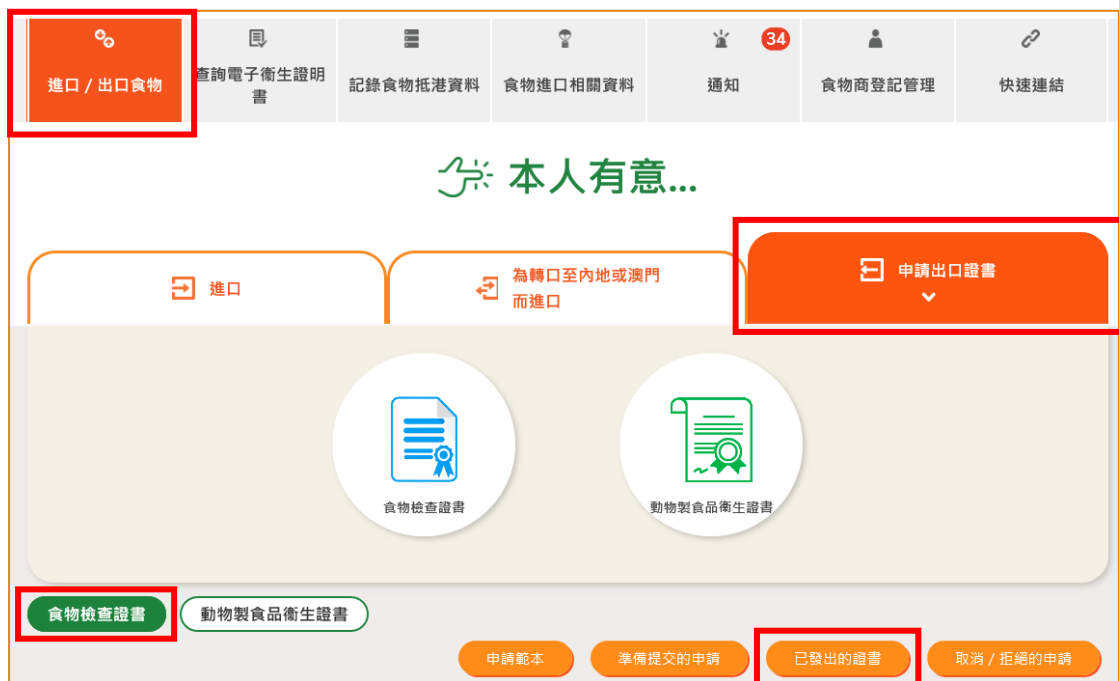 34
進口 / 出口食物
查詢電子衞生證明
書
記錄食物抵港資料
食物進口相關資料
通知
食物商登記管理
快速連結
本人有意...
進口
為轉口至內地或澳門
而進口
申請出口證書
食物檢查證書
動物製食品衞生證書
食物檢查證書
動物製食品衞生證書
申請範本
準備提交的申請
已發出的證書
取消 / 拒絕的申請